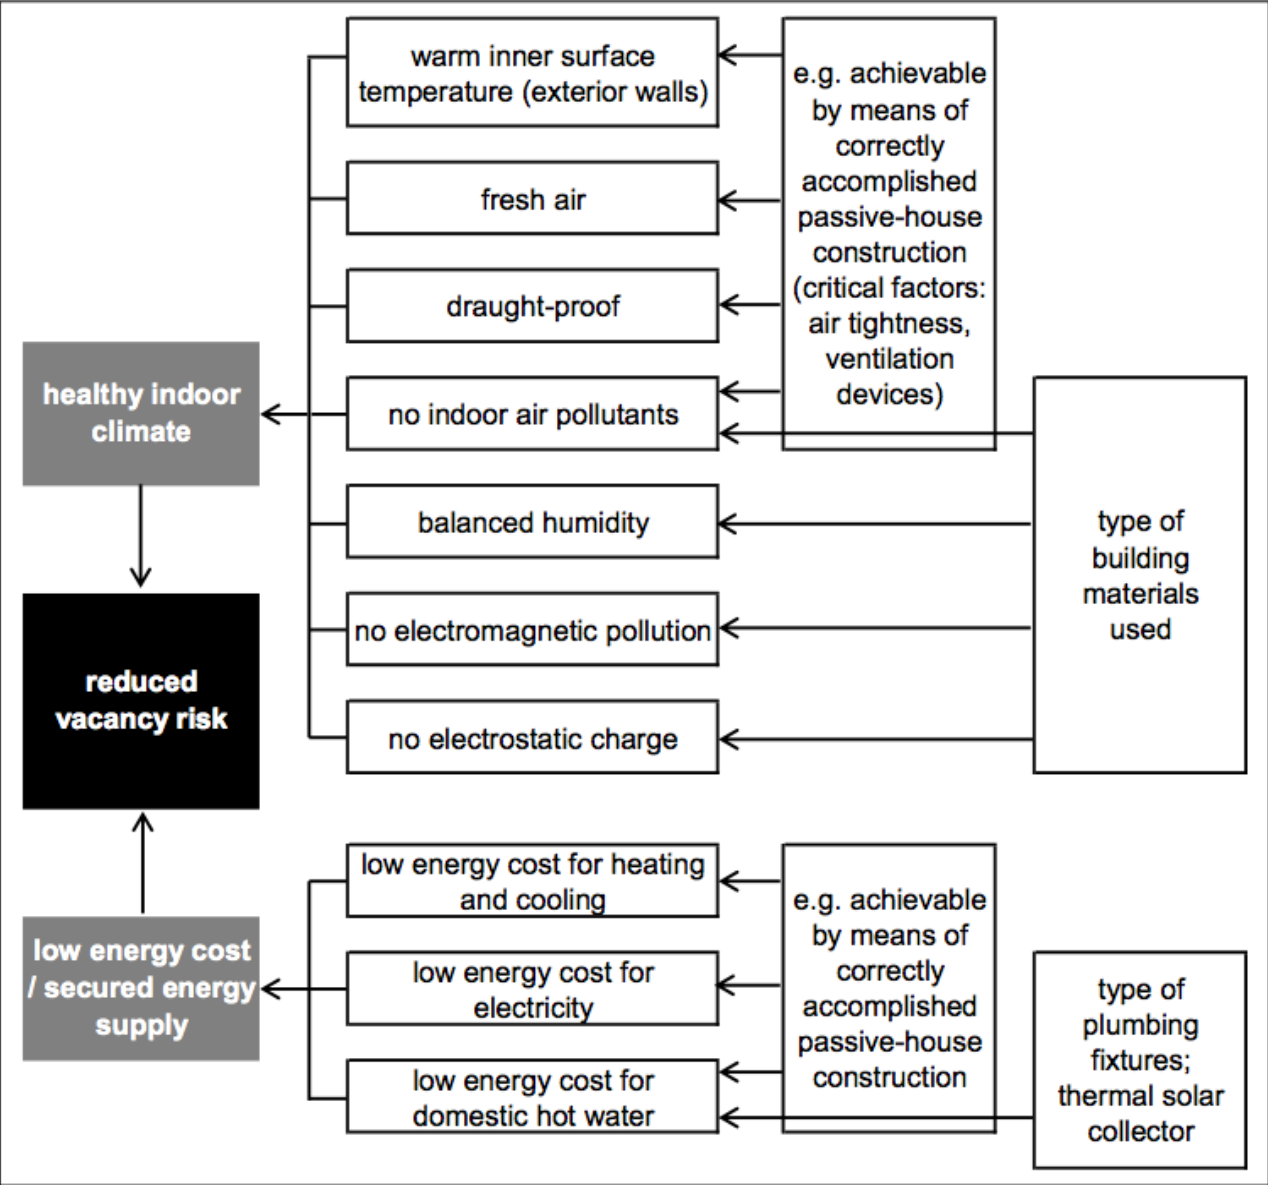 warm inner surface
temperature (exterior walls)
fresh air
draught-proof
no indoor air pollutants
balanced humidity
no electromagnetic pollution
no electrostatic charge
e.g. achievable
by means of
correctly
accomplished
passive-house
construction
(critical factors:
air tightness,
ventilation
devices)
type of
building
materials
used
healthy indoor
climate
reduced
vacancy risk
low energy cost
/ secured energy
supply
low energy cost for heating
and cooling
low energy cost for
electricity
low energy cost for
domestic hot water
e.g. achievable
by means of
correctly
accomplished
passive-house
construction
type of
plumbing
fixtures;
thermal solar
collector